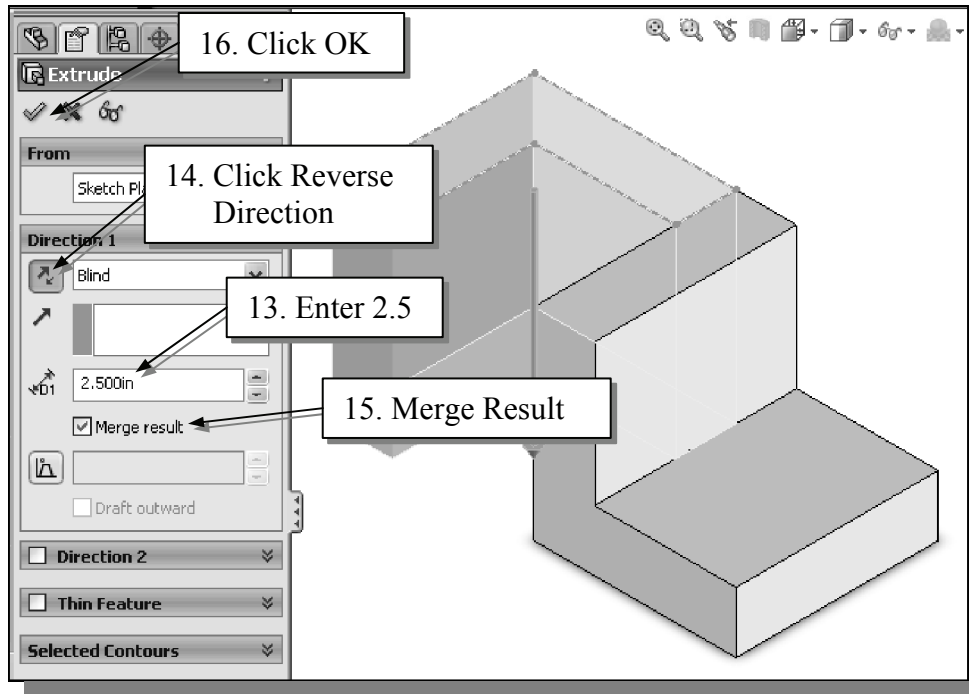 16. Click OK
Extrude
From
Sketch Pl
14. Click Reverse
Direction
Direction 1
Blind
13. Enter 2.5
D1
2.500in
15. Merge Result
Merge result
Draft outward
Direction 2
Thin Feature
Selected Contours